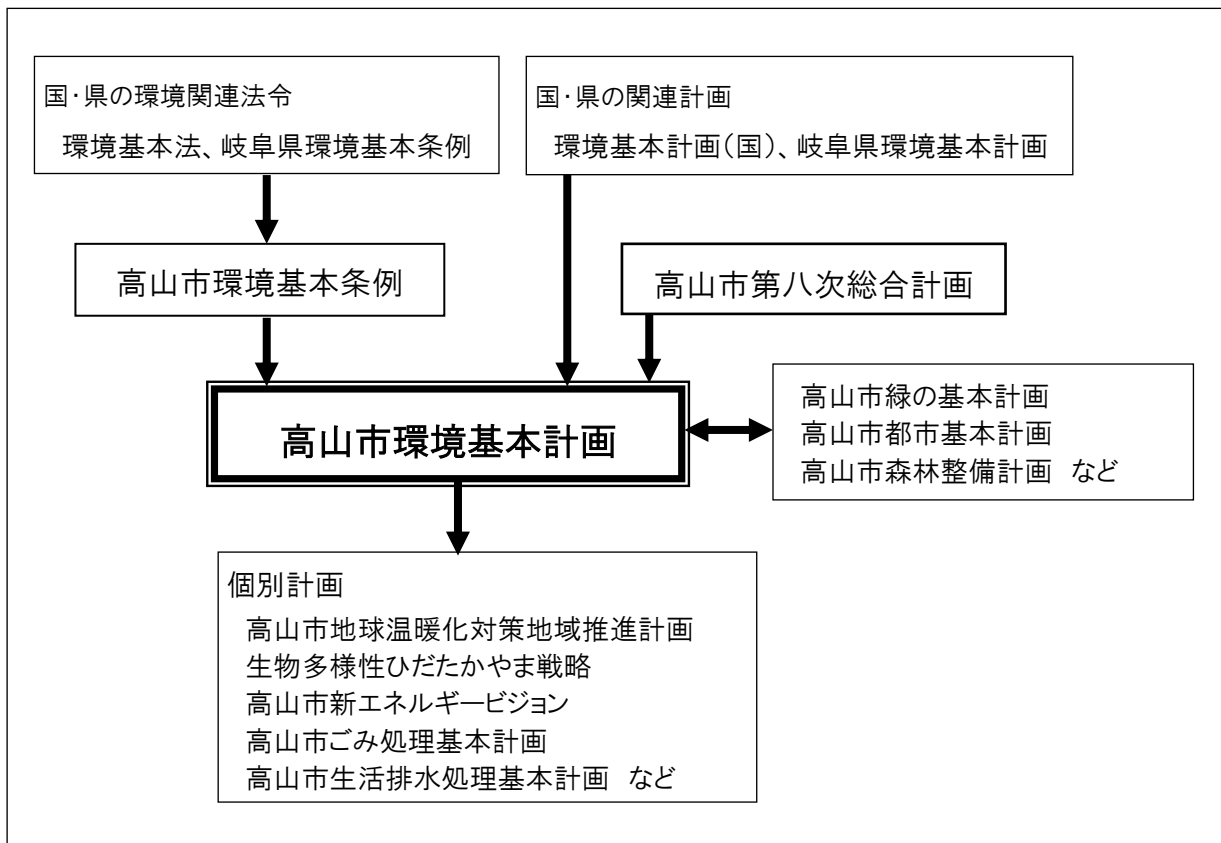 国･県の環境関連法令
環境基本法、岐阜県環境基本条例
国･県の関連計画
環境基本計画(国)、岐阜県環境基本計画
高山市環境基本条例
高山市第八次総合計画
高山市環境基本計画
高山市緑の基本計画
高山市都市基本計画
高山市森林整備計画 など
個別計画
高山市地球温暖化対策地域推進計画
生物多様性ひだたかやま戦略
高山市新エネルギービジョン
高山市ごみ処理基本計画
高山市生活排水処理基本計画 など